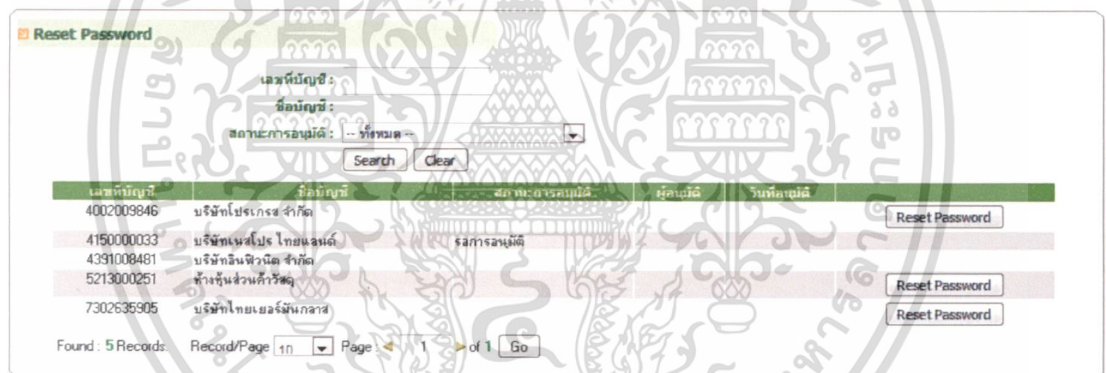 Reset Password
เลขที่บัญชี :
ชื่อบัญชี :
สถานะการอนุมัติ : -- ทั้งหมด --
Search Clear
เลขที่บัญชี ชื่อบัญชี สถานะการอนุมัติ ผู้อนุมัติ วันที่อนุมัติ
4002009846 บริษัทโปรเกรส จำกัด Reset Password
4150000033 บริษัทเนสโปร ไทยแลนด์ รอการอนุมัติ
4391008481 บริษัทอินฟินิต จำกัด
5213000251 ห้างหุ้นส่วนค้าวัสดุ Reset Password
7302635905 บริษัทไทยเยอร์มันกลาส Reset Password
Found : 5 Records. Record/Page 10 Page 1 of 1 Go